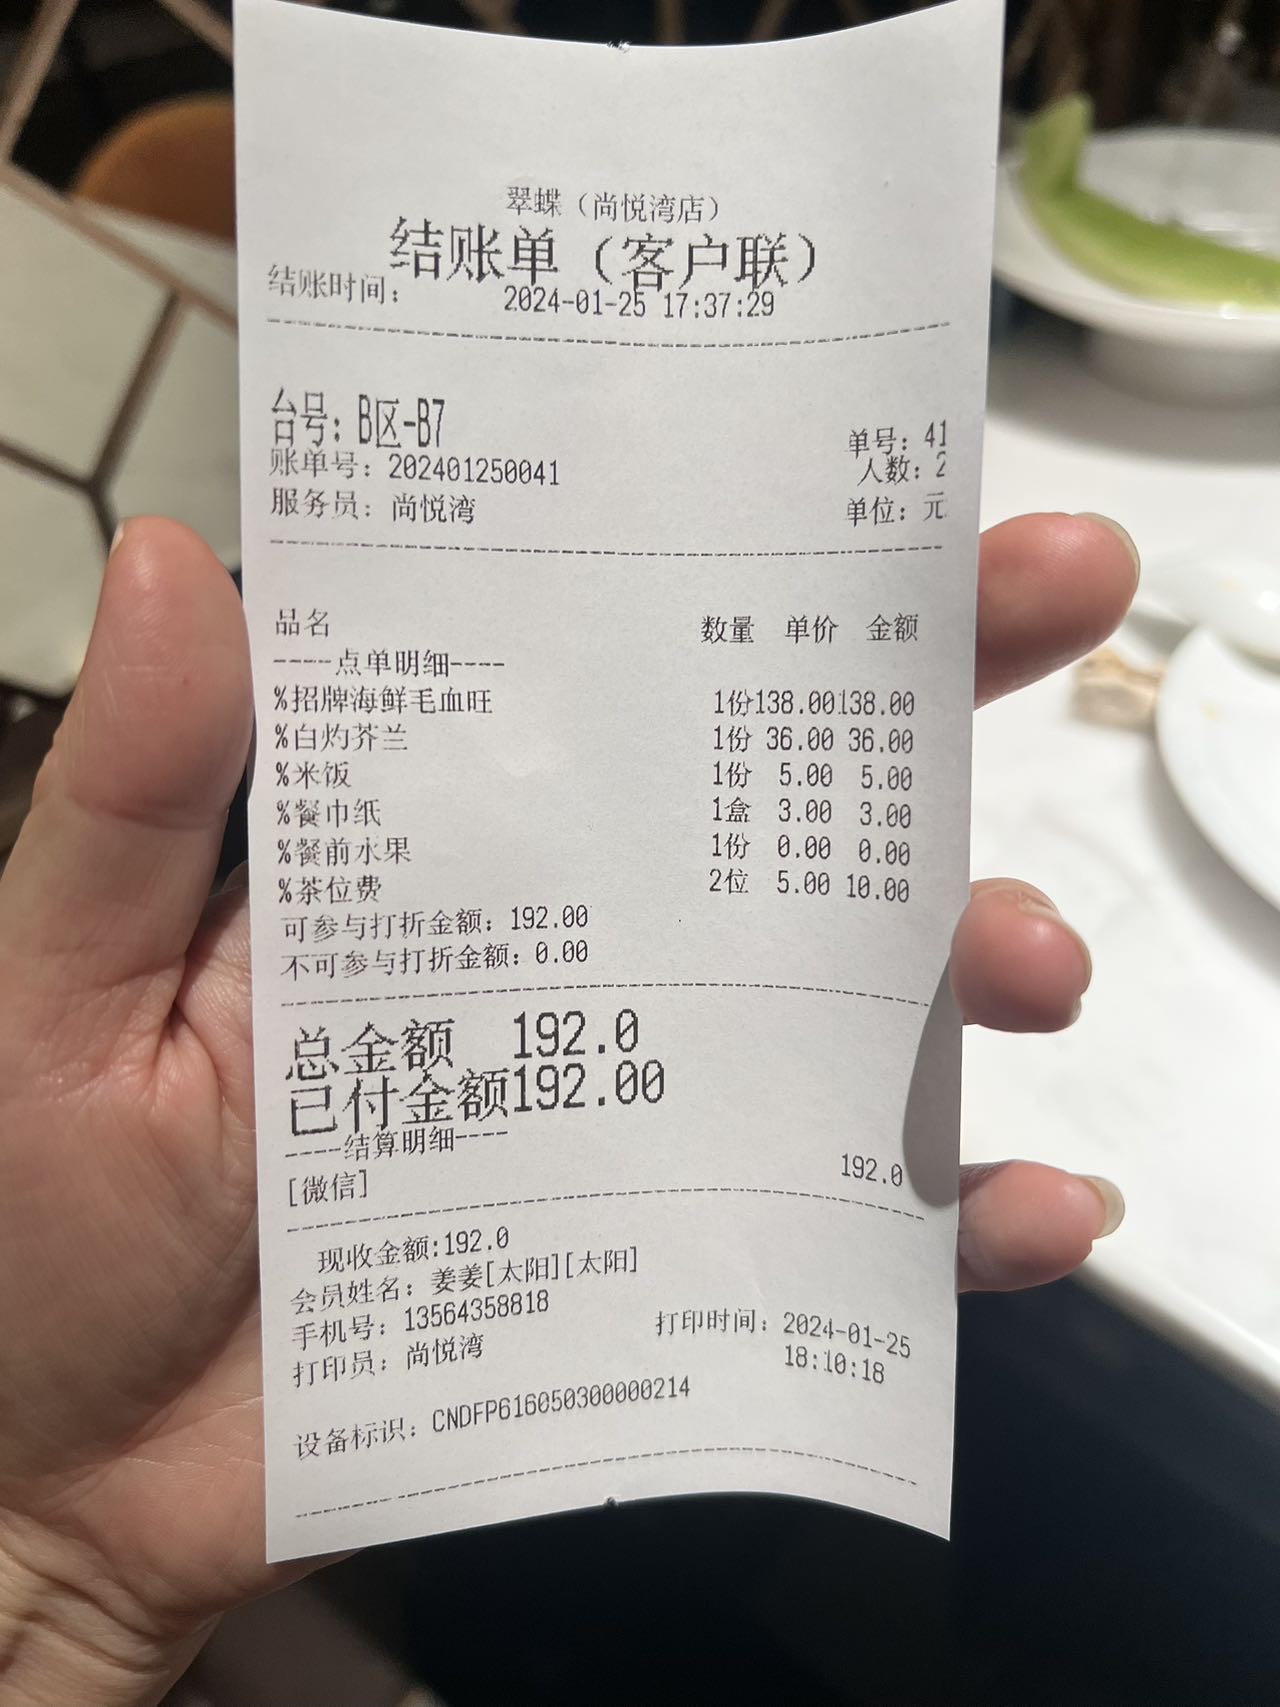 翠蝶（尚悦湾店）
结账单（客户联）
结账时间： 2024-01-25 17:37:29
台号：B区-B7
单号：41
账单号：202401250041
人数：2
服务员：尚悦湾
单位：元
品名 数量 单价 金额
----点单明细----
%招牌海鲜毛血旺 1份138.00138.00
%白灼芥兰 1份 36.00 36.00
%米饭 1份 5.00 5.00
%餐巾纸 1盒 3.00 3.00
%餐前水果 1份 0.00 0.00
%茶位费 2位 5.00 10.00
可参与打折金额：192.00
不可参与打折金额：0.00
总金额 192.0
已付金额192.00
----结算明细----
[微信] 192.0
现收金额:192.0
会员姓名：姜姜[太阳][太阳]
手机号：13564358818
打印员：尚悦湾 打印时间：2024-01-25
18:10:18
设备标识：CNDFP616050300000214